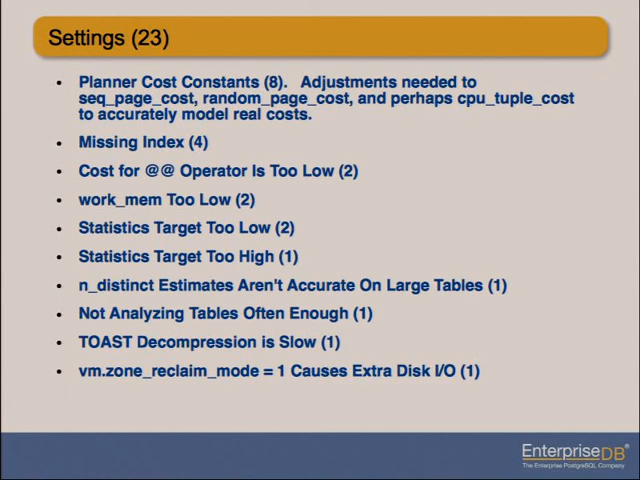 Settings (23)
• Planner Cost Constants (8). Adjustments needed to
seq_page_cost, random_page_cost, and perhaps cpu_tuple_cost
to accurately model real costs.
• Missing Index (4)
• Cost for @@ Operator Is Too Low (2)
• work_mem Too Low (2)
• Statistics Target Too Low (2)
• Statistics Target Too High (1)
• n_distinct Estimates Aren't Accurate On Large Tables (1)
• Not Analyzing Tables Often Enough (1)
• TOAST Decompression is Slow (1)
• vm.zone_reclaim_mode = 1 Causes Extra Disk I/O (1)
EnterpriseDB®
The Enterprise PostgreSQL Company